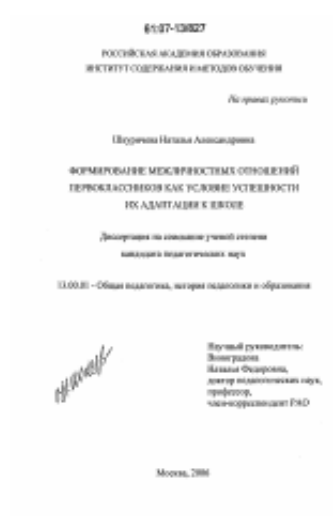 61:07-13/827
РОССИЙСКАЯ АКАДЕМИЯ ОБРАЗОВАНИЯ
ИНСТИТУТ СОДЕРЖАНИЯ И МЕТОДОВ ОБУЧЕНИЯ
На правах рукописи
Наталья Александровна
ФОРМИРОВАНИЕ МЕЖЛИЧНОСТНЫХ ОТНОШЕНИЙ
ПЕРВОКЛАССНИКОВ КАК УСЛОВИЕ УСПЕШНОСТИ
ИХ АДАПТАЦИИ К ШКОЛЕ
Диссертация на соискание ученой степени
кандидата педагогических наук
13.00.01 – Общая педагогика, история педагогики и образования
Научный руководитель:
Виноградова
Наталья Федоровна,
доктор педагогических наук,
профессор,
член-корреспондент РАО
Москва, 2006